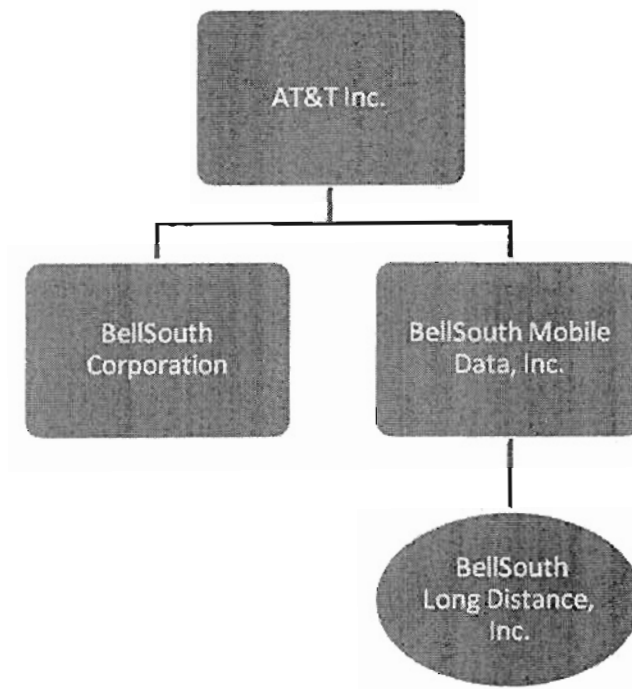 AT&T Inc.
BellSouth
Corporation
BellSouth Mobile
Data, Inc.
BellSouth
Long Distance,
Inc.